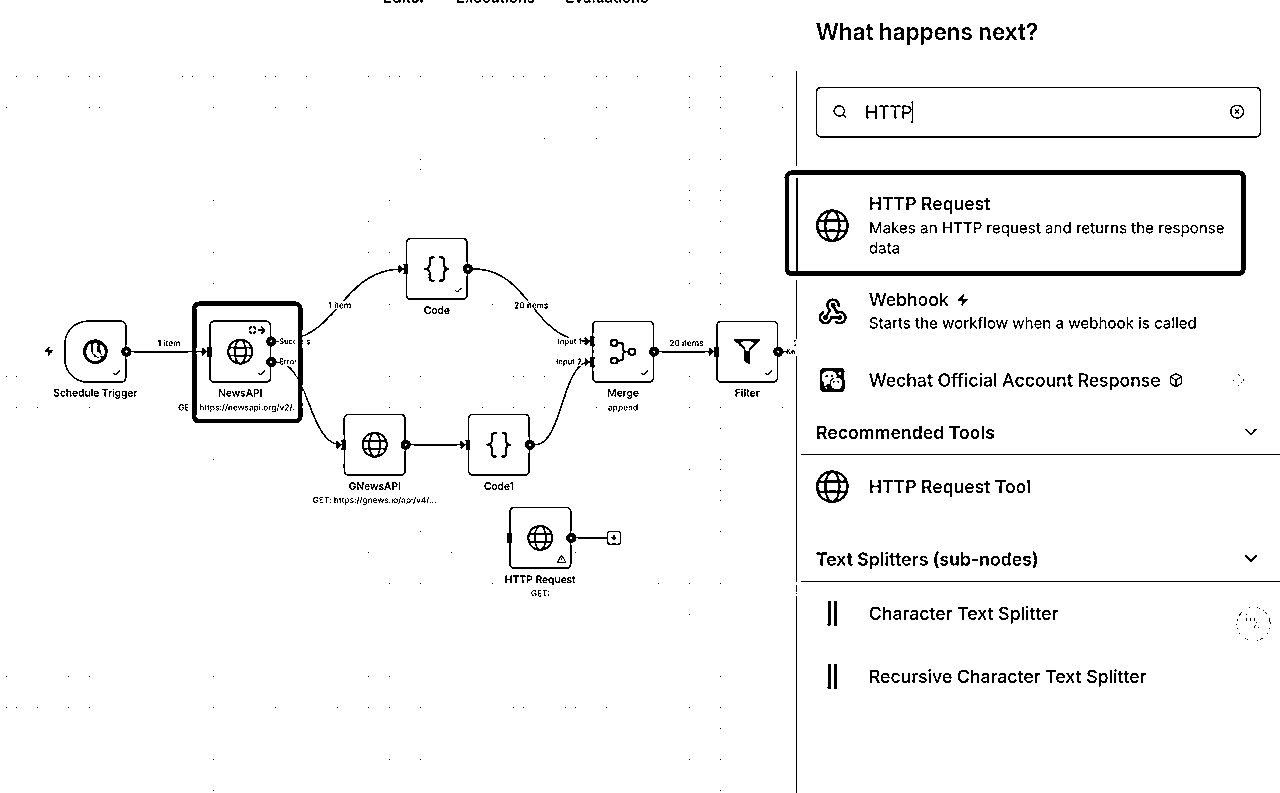 Editor Executions Evaluations
What happens next?
HTTP
HTTP Request
Makes an HTTP request and returns the response
data
Webhook
Starts the workflow when a webhook is called
Wechat Official Account Response
Recommended Tools
HTTP Request Tool
Text Splitters (sub-nodes)
Character Text Splitter
Recursive Character Text Splitter
1 item
Schedule Trigger
Success
Error
NewsAPI
https://newsapi.org/v2/...
1 item
Code
20 items
Input 1
Input 2
Merge
append
20 items
Filter
GNewsAPI
GET: https://gnews.io/api/v4/...
Code1
HTTP Request
GET: